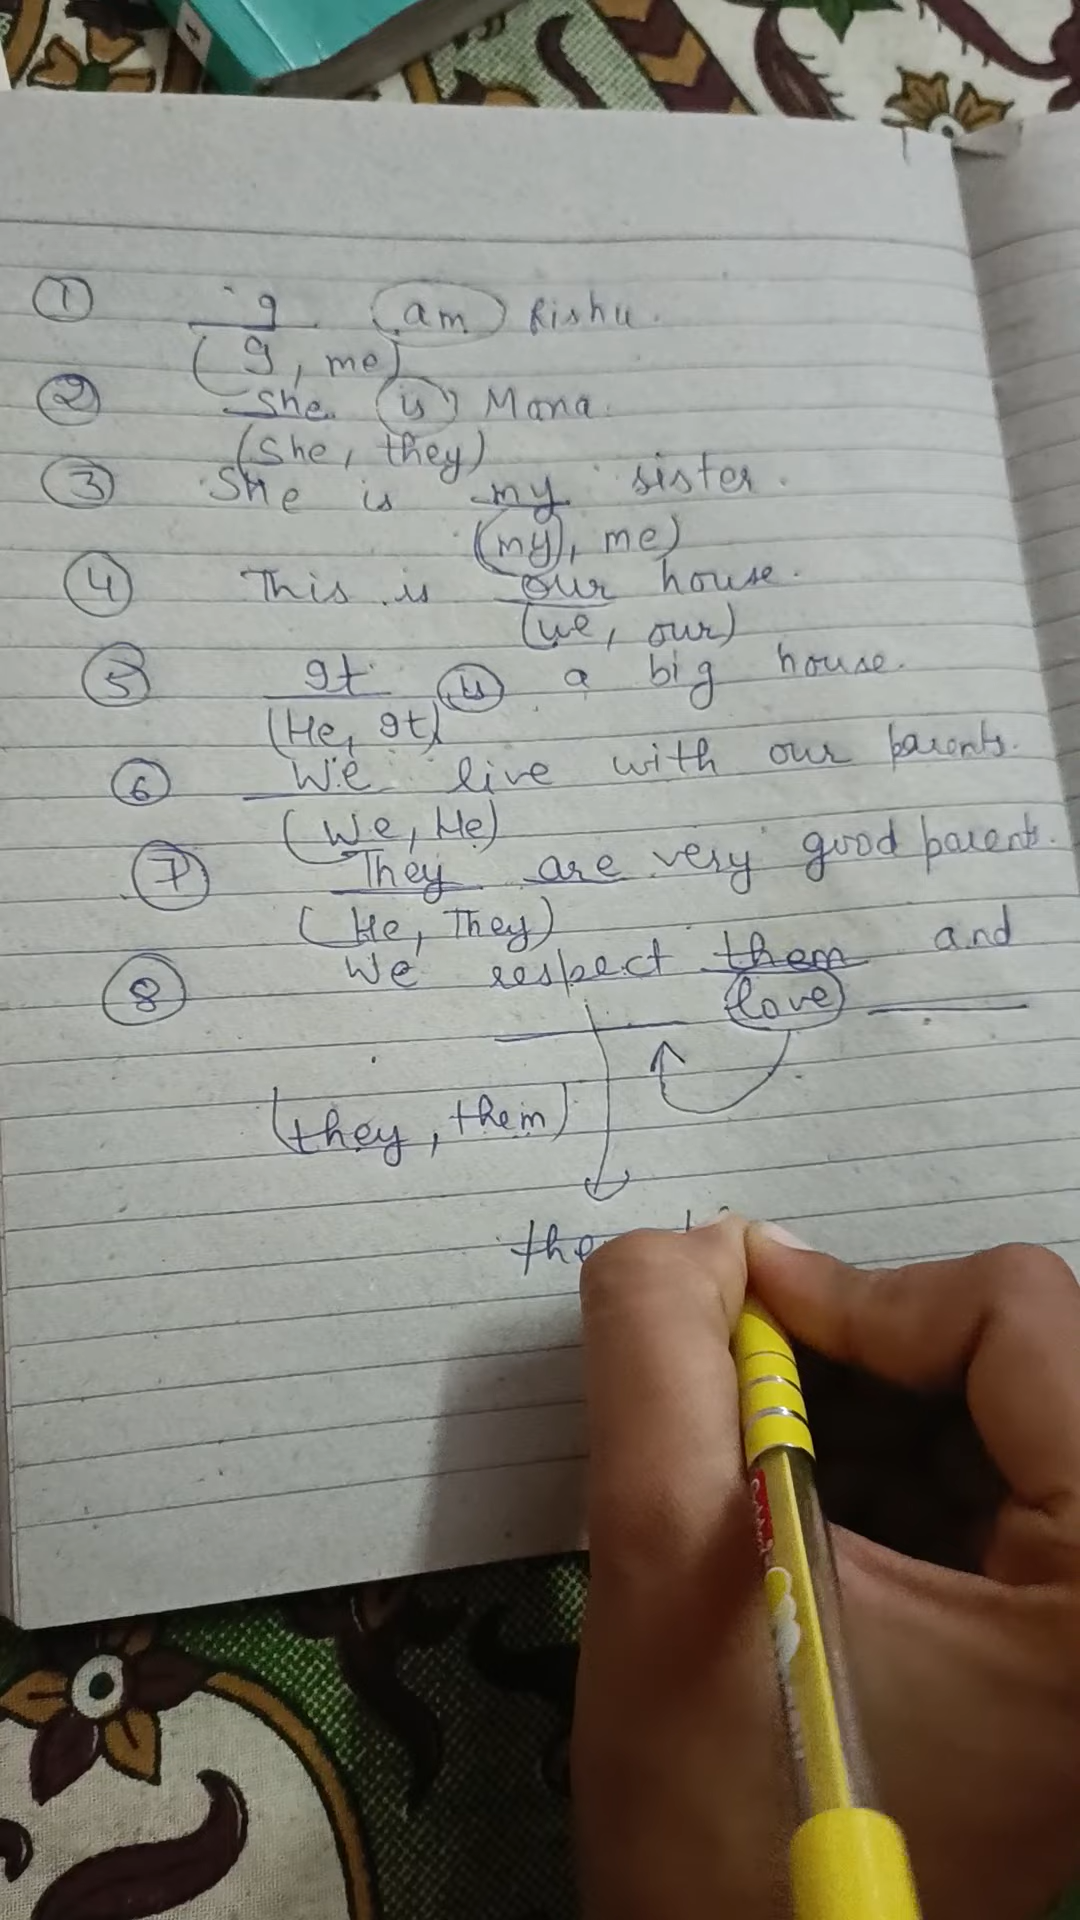 ① I am Rishu.
(I, me)
② She is Mona.
(She, they)
③ She is my sister.
(my, me)
④ This is our house.
(we, our)
⑤ It is a big house.
(He, It)
⑥ We live with our parents.
(We, He)
⑦ They are very good parents.
(He, They)
⑧ We respect them and
love
(they, them)